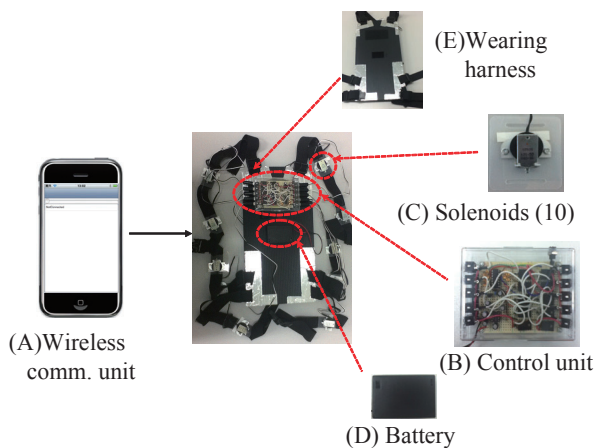 (E)Wearing
harness
(C) Solenoids (10)
(A)Wireless
comm. unit
(B) Control unit
(D) Battery